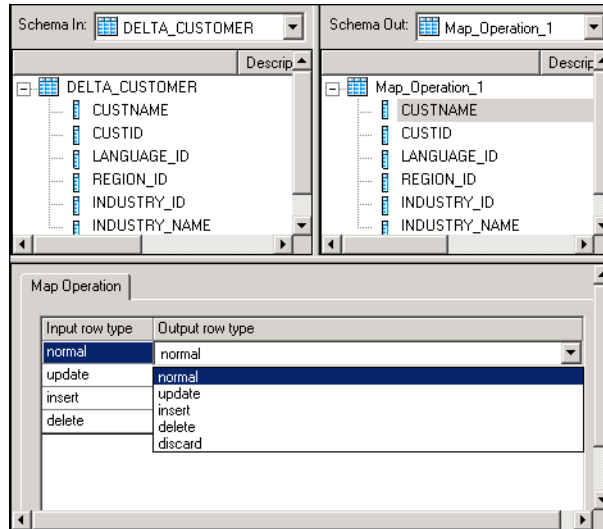 Schema In: DELTA_CUSTOMER
Descrip
DELTA_CUSTOMER
CUSTNAME
CUSTID
LANGUAGE_ID
REGION_ID
INDUSTRY_ID
INDUSTRY_NAME
Schema Out: Map_Operation_1
Descrip
Map_Operation_1
CUSTNAME
CUSTID
LANGUAGE_ID
REGION_ID
INDUSTRY_ID
INDUSTRY_NAME
Map Operation
Input row type Output row type
normal normal
update
insert
delete
normal
update
insert
delete
discard